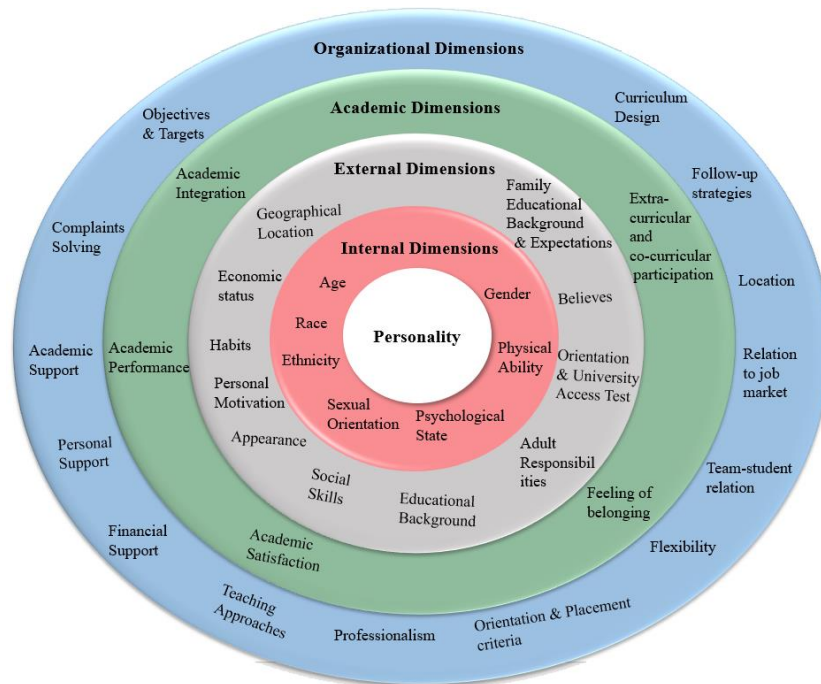 Organizational Dimensions
Curriculum
Design
Follow-up
strategies
Location
Relation
to job
market
Team-student
relation
Flexibility
Orientation & Placement
criteria
Professionalism
Teaching
Approaches
Financial
Support
Personal
Support
Academic
Support
Complaints
Solving
Objectives
& Targets
Academic Dimensions
Extra-
curricular
and
co-curricular
participation
Feeling of
belonging
Academic
Satisfaction
Academic
Performance
Academic
Integration
External Dimensions
Family
Educational
Background
& Expectations
Believes
Orientation
& University
Access Test
Adult
Responsibil
ities
Educational
Background
Social
Skills
Appearance
Personal
Motivation
Habits
Economic
status
Geographical
Location
Internal Dimensions
Gender
Physical
Ability
Psychological
State
Sexual
Orientation
Ethnicity
Race
Age
Personality